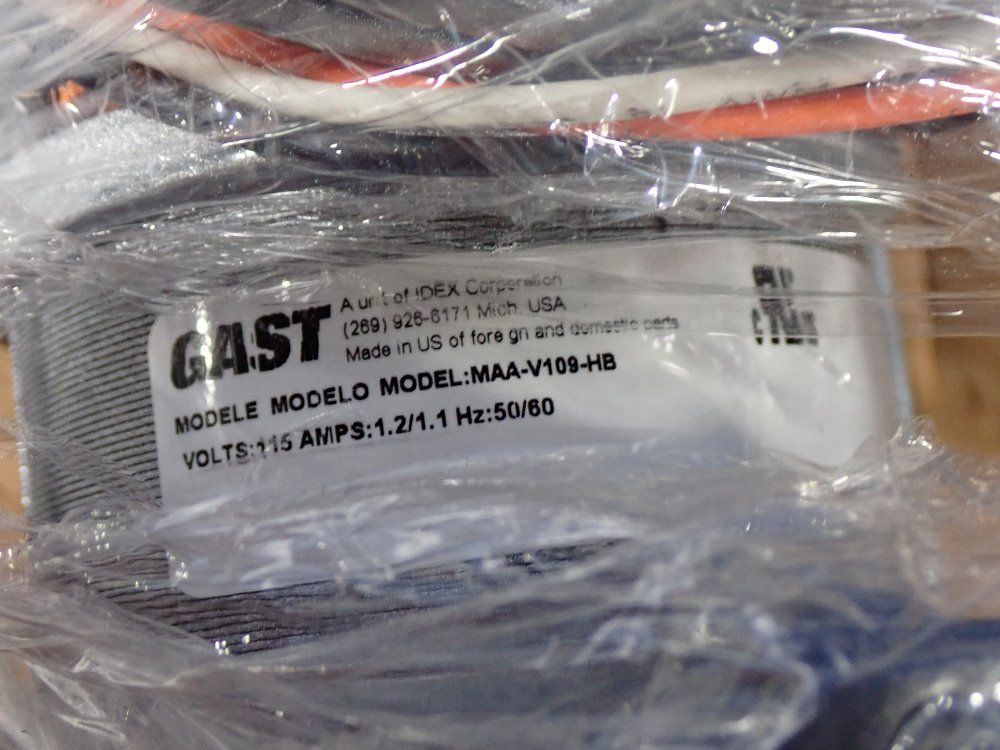 GAST
A unit of IDEX Corporation
(269) 926-6171 Mich. USA
Made in US of foreign and domestic parts
MODELE MODELO MODEL:MAA-V109-HB
VOLTS:115 AMPS:1.2/1.1 Hz:50/60